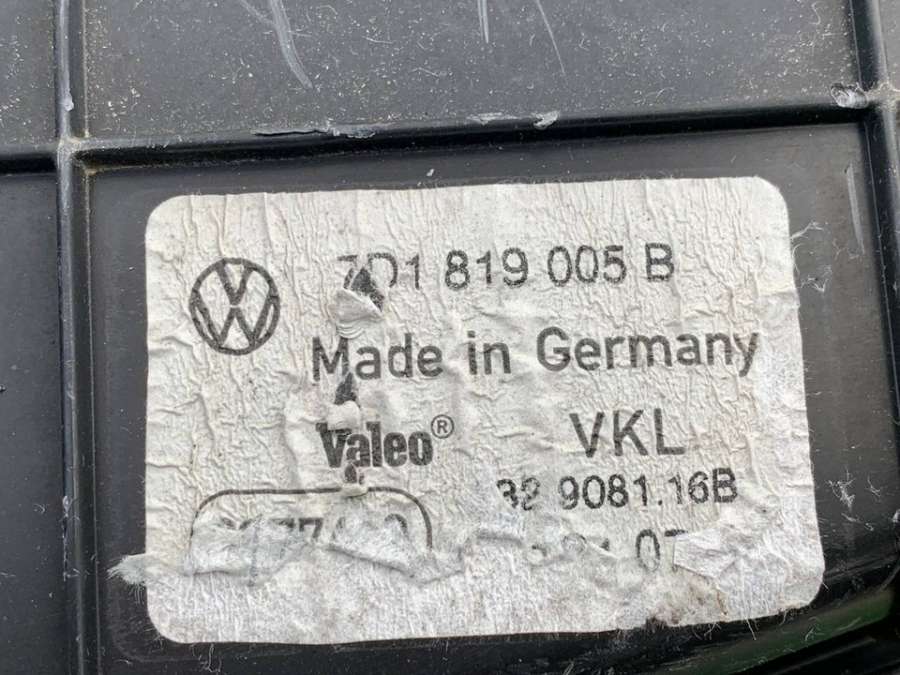 7D1 819 005 B
Made in Germany
Valeo® VKL
9081.16B